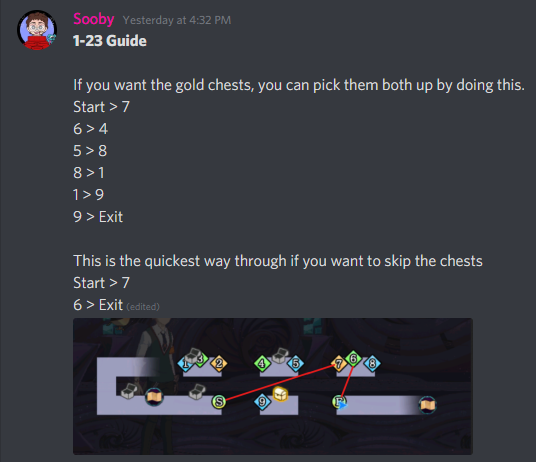 Sooby Yesterday at 4:32 PM
1-23 Guide
If you want the gold chests, you can pick them both up by doing this.
Start > 7
6 > 4
5 > 8
8 > 1
1 > 9
9 > Exit
This is the quickest way through if you want to skip the chests
Start > 7
6 > Exit (edited)
1 3 2 4 5 7 6 8
S 9